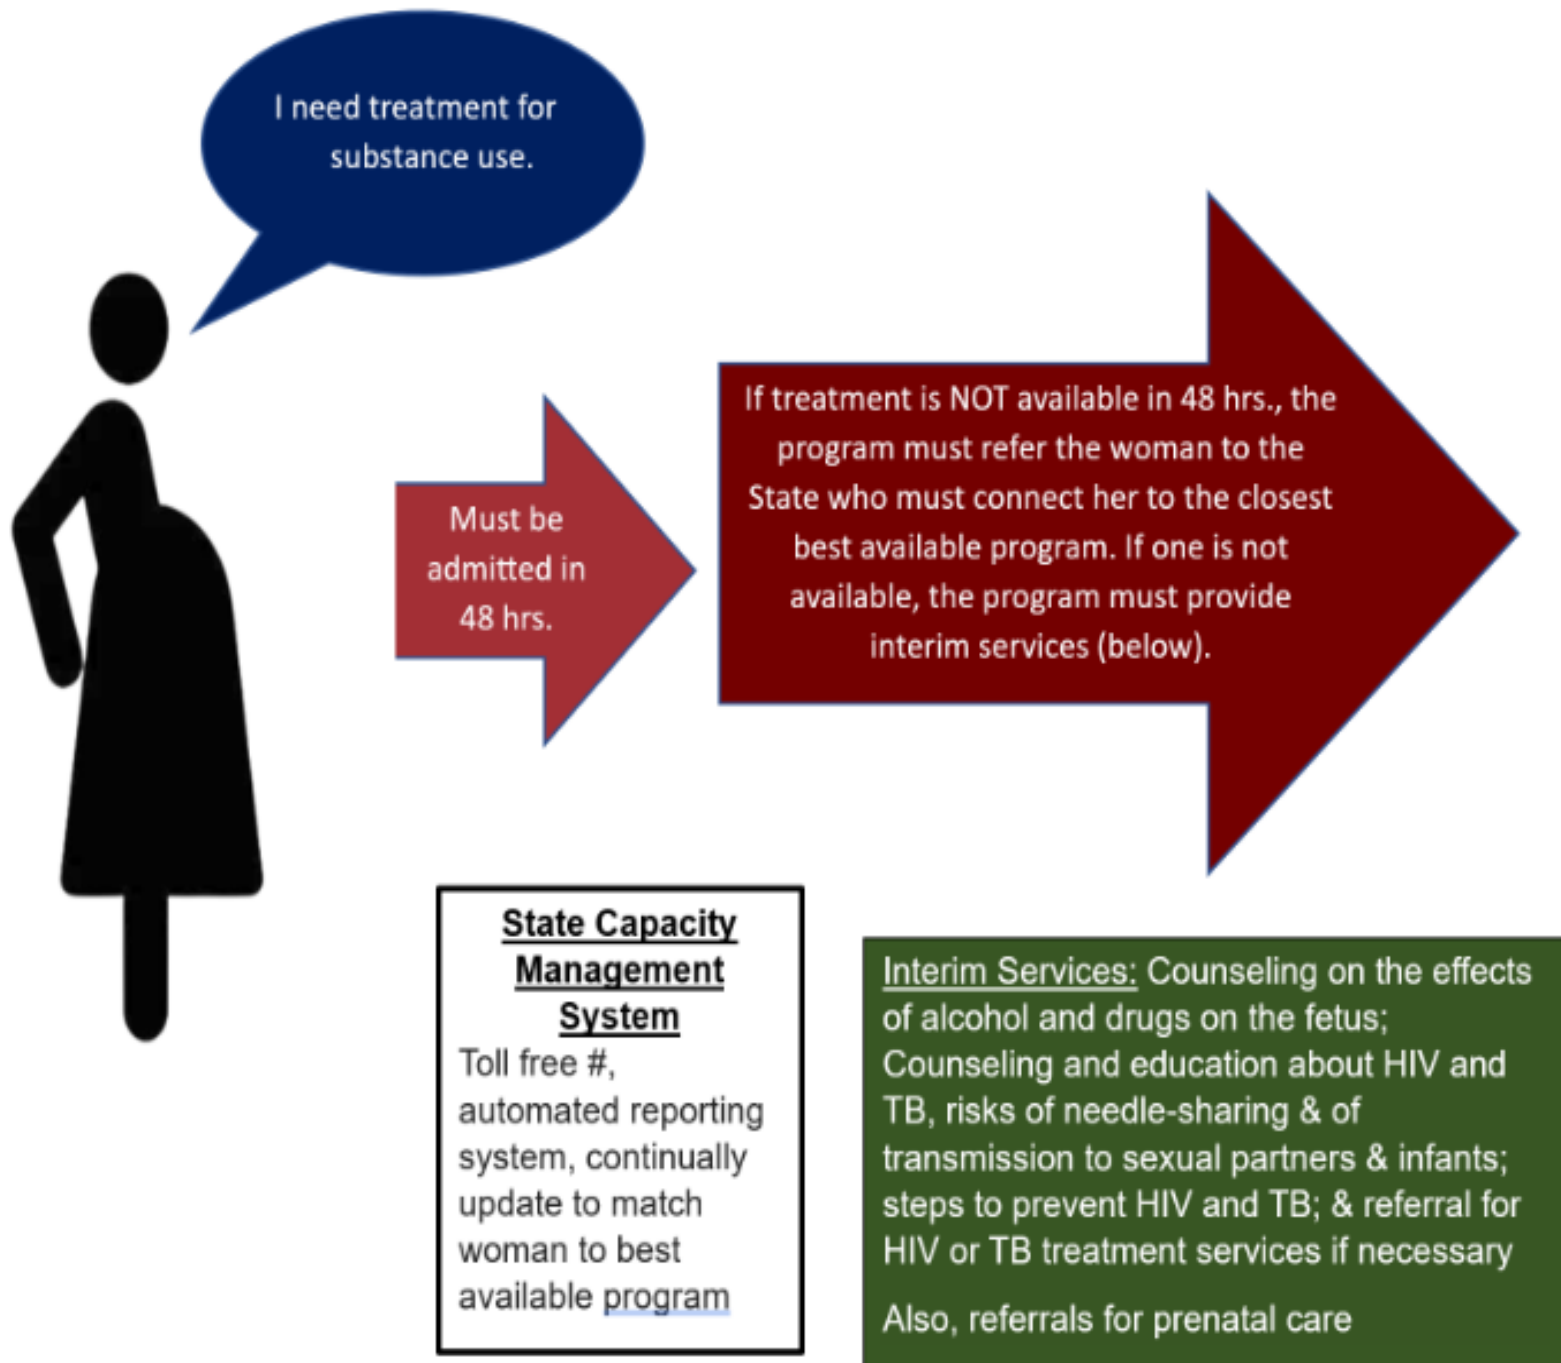 I need treatment for
substance use.
Must be
admitted in
48 hrs.
If treatment is NOT available in 48 hrs., the
program must refer the woman to the
State who must connect her to the closest
best available program. If one is not
available, the program must provide
interim services (below).
State Capacity
Management
System
Toll free #,
automated reporting
system, continually
update to match
woman to best
available program
Interim Services: Counseling on the effects
of alcohol and drugs on the fetus;
Counseling and education about HIV and
TB, risks of needle-sharing & of
transmission to sexual partners & infants;
steps to prevent HIV and TB; & referral for
HIV or TB treatment services if necessary
Also, referrals for prenatal care